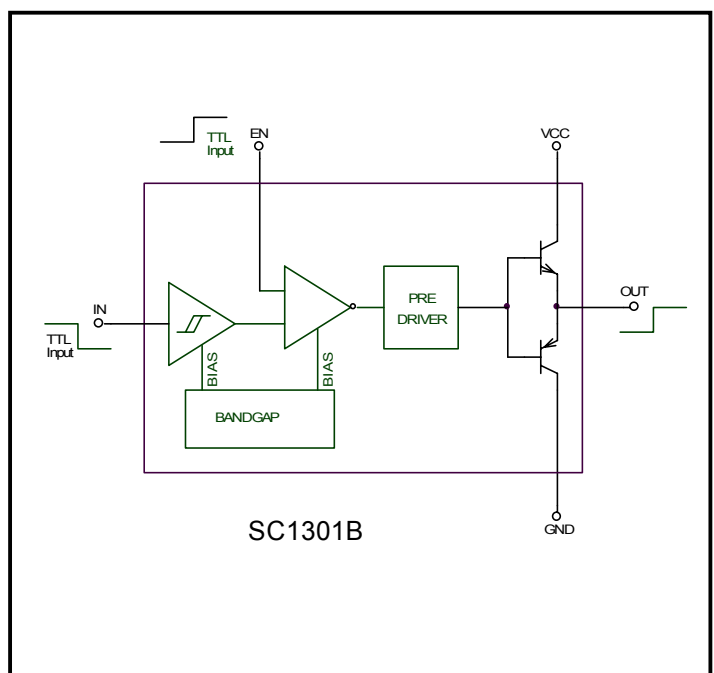 TTL
Input
EN
VCC
IN
TTL
Input
PRE
DRIVER
OUT
BIAS
BIAS
BANDGAP
SC1301B
GND